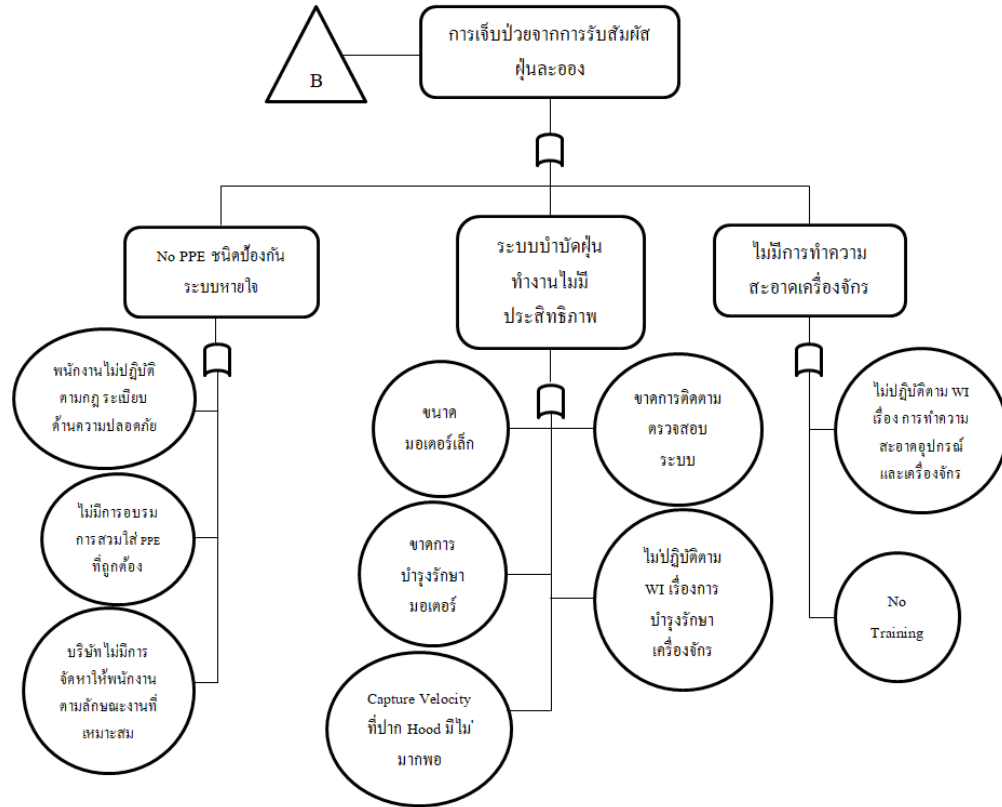 B
การเจ็บป่วยจากการรับสัมผัส
ฝุ่นละออง
No PPE ชนิดป้องกัน
ระบบหายใจ
ระบบบำบัดฝุ่น
ทำงานไม่มี
ประสิทธิภาพ
ไม่มีการทำความ
สะอาดเครื่องจักร
พนักงานไม่ปฏิบัติ
ตามกฎ ระเบียบ
ด้านความปลอดภัย
ไม่มีการอบรม
การสวมใส่ PPE
ที่ถูกต้อง
บริษัทไม่มีการ
จัดหาให้พนักงาน
ตามลักษณะงานที่
เหมาะสม
ขนาด
มอเตอร์เล็ก
ขาดการติดตาม
ตรวจสอบ
ระบบ
ขาดการ
บำรุงรักษา
มอเตอร์
ไม่ปฏิบัติตาม
WI เรื่องการ
บำรุงรักษา
เครื่องจักร
Capture Velocity
ที่ปาก Hood มีไม่
มากพอ
ไม่ปฏิบัติตาม WI
เรื่อง การทำความ
สะอาดอุปกรณ์
และเครื่องจักร
No
Training